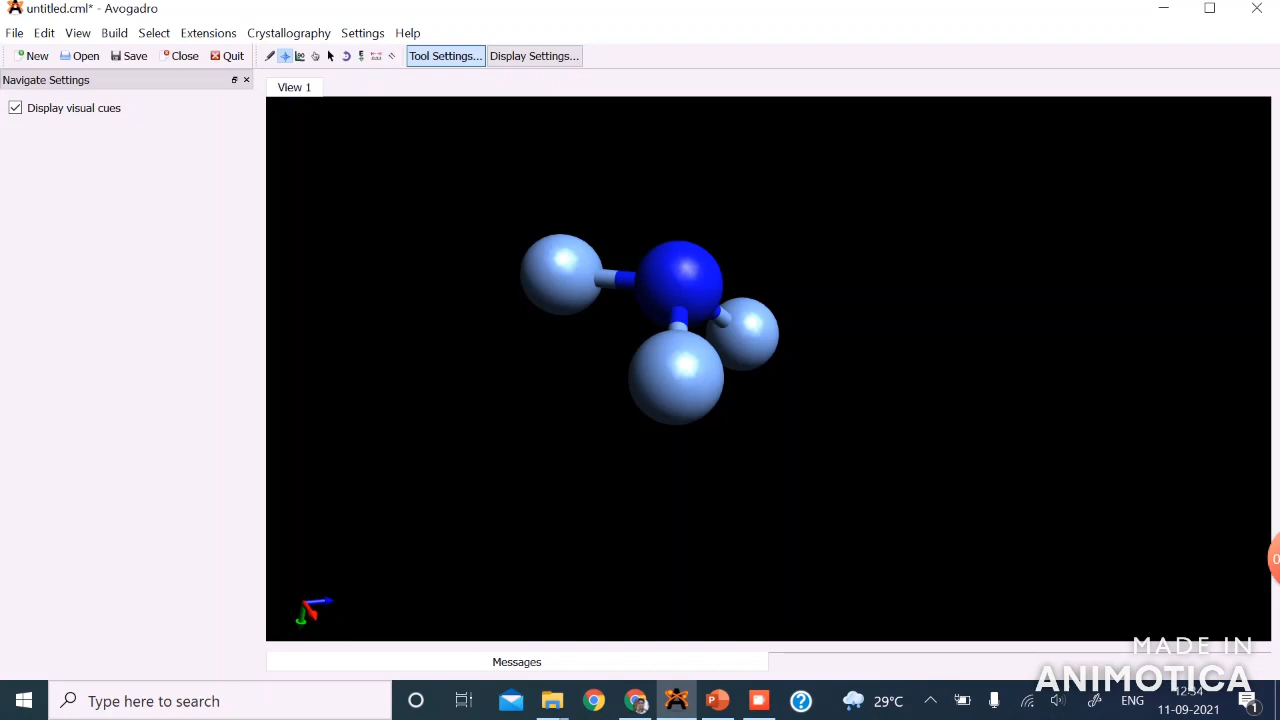 untitled.cml* - Avogadro
File Edit View Build Select Extensions Crystallography Settings Help
New Open Save Close Quit Tool Settings... Display Settings...
Navigate Settings
View 1
Display visual cues
Messages
MADE IN
ANIMOTICA
Type here to search
29°C
ENG
12:34
11-09-2021